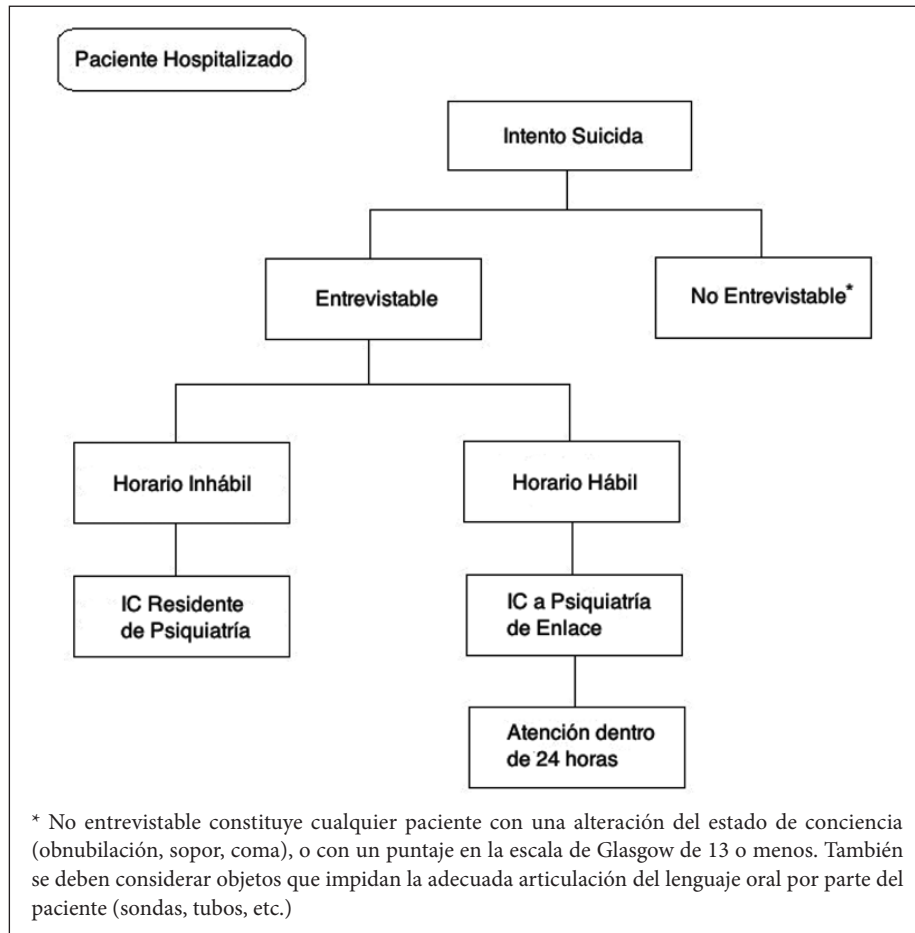 Paciente Hospitalizado
Intento Suicida
Entrevistable
No Entrevistable*
Horario Inhábil
Horario Hábil
IC Residente
de Psiquiatría
IC a Psiquiatría
de Enlace
Atención dentro
de 24 horas
* No entrevistable constituye cualquier paciente con una alteración del estado de conciencia
(obnubilación, sopor, coma), o con un puntaje en la escala de Glasgow de 13 o menos. También
se deben considerar objetos que impidan la adecuada articulación del lenguaje oral por parte del
paciente (sondas, tubos, etc.)